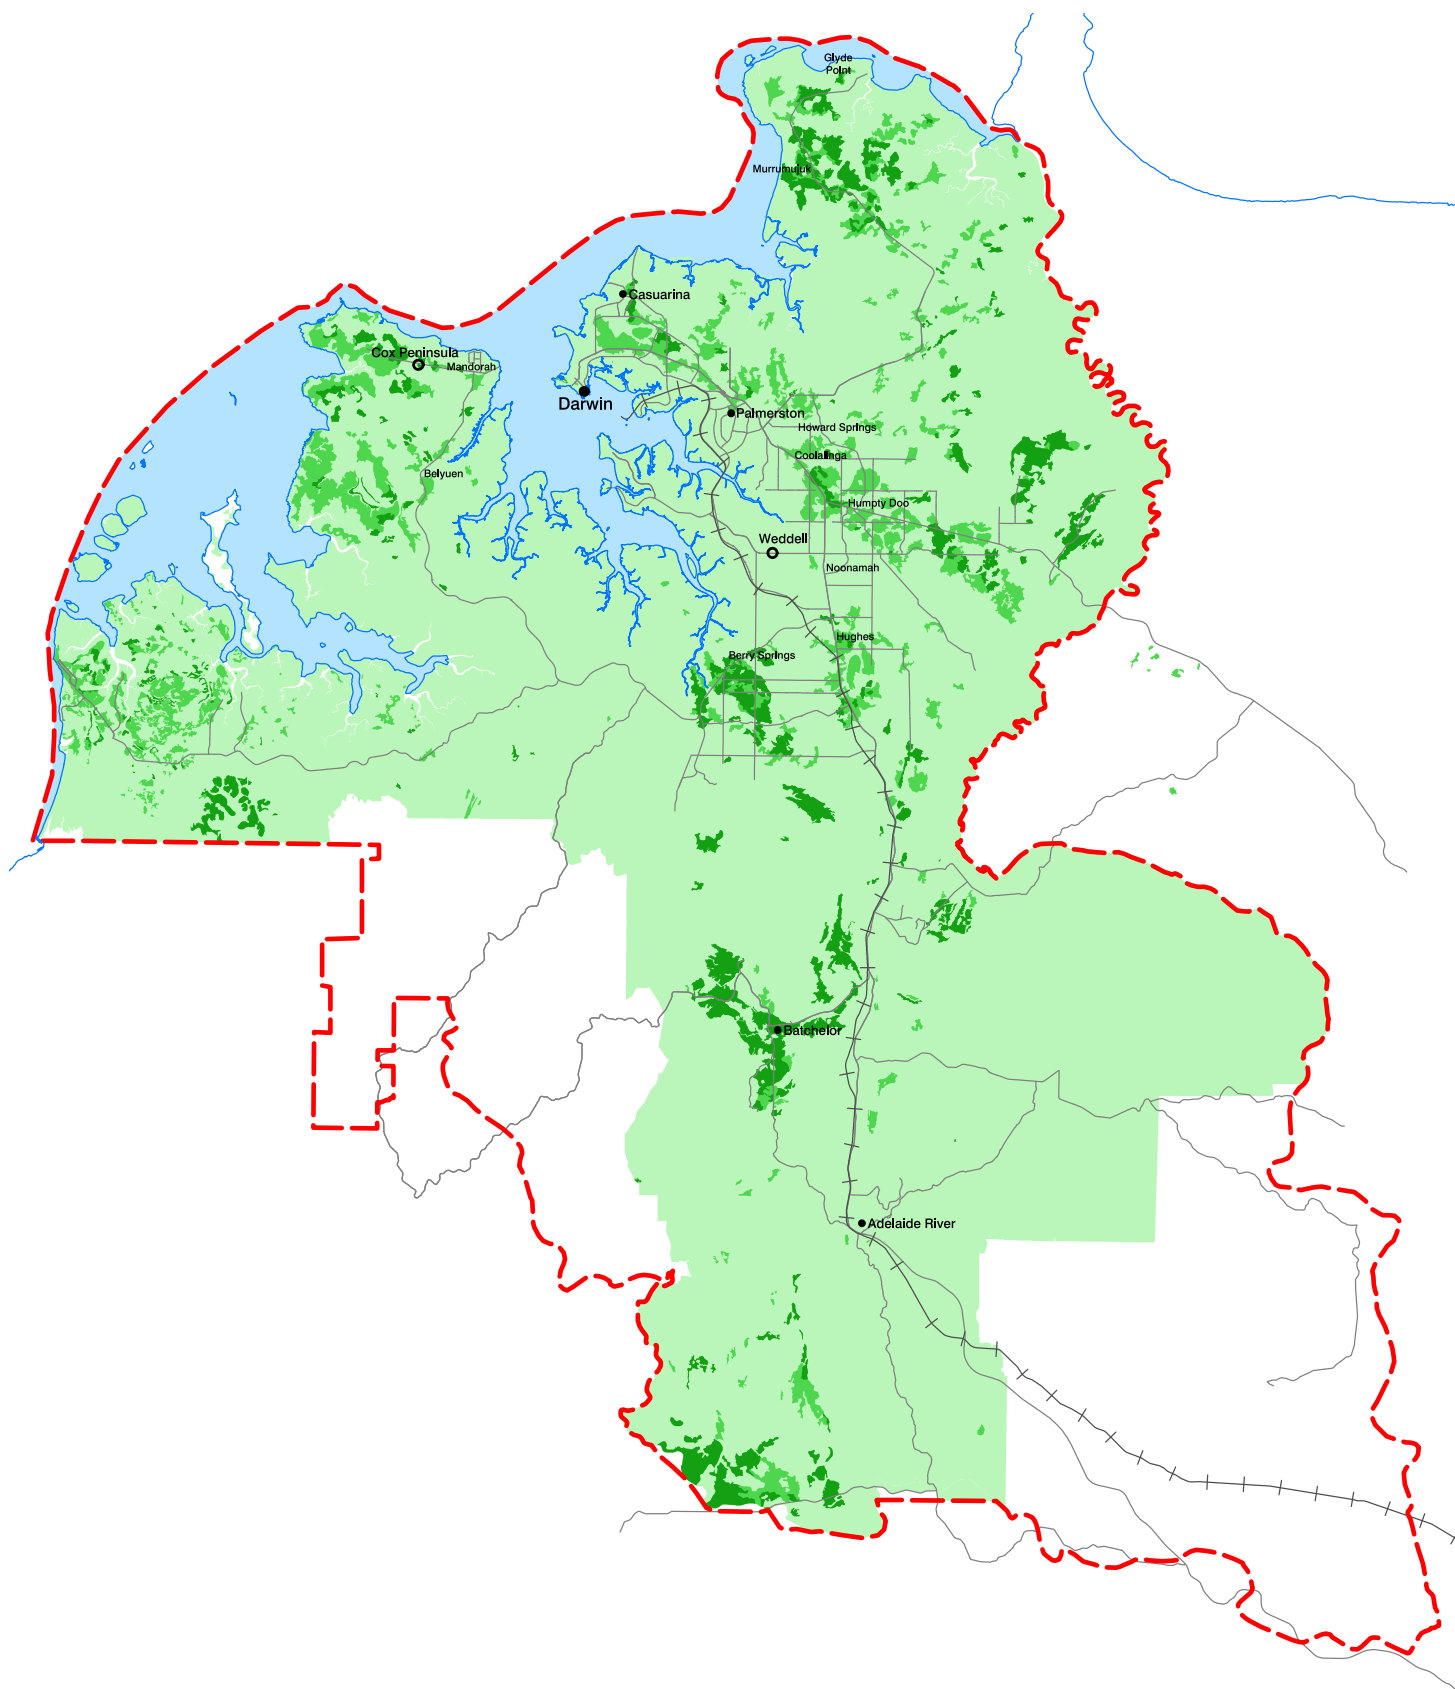 Glyde
Point
Murrumujuk
Casuarina
Cox Peninsula
Mandorah
Darwin
Palmerston
Howard Springs
Coolalinga
Belyuen
Humpty Doo
Weddell
Noonamah
Hughes
Berry Springs
Batchelor
Adelaide River